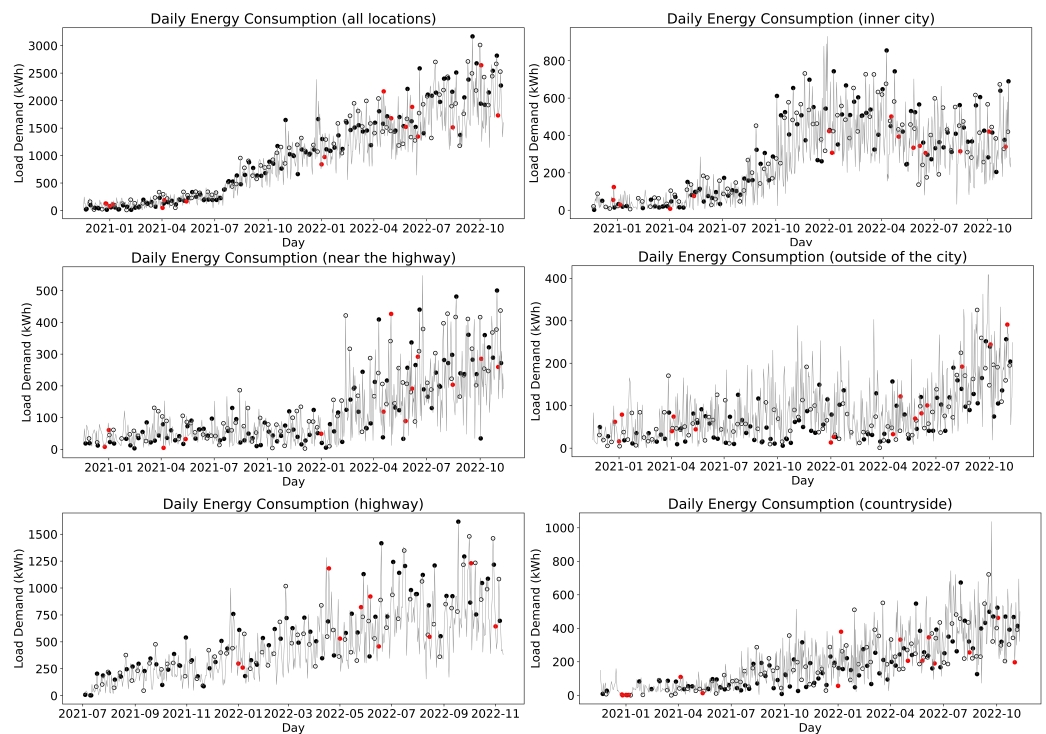 Daily Energy Consumption (all locations)
Load Demand (kWh)
3000
2500
2000
1500
1000
500
0
2021-01 2021-04 2021-07 2021-10 2022-01 2022-04 2022-07 2022-10
Day
Daily Energy Consumption (inner city)
Load Demand (kWh)
800
600
400
200
0
2021-01 2021-04 2021-07 2021-10 2022-01 2022-04 2022-07 2022-10
Day
Daily Energy Consumption (near the highway)
Load Demand (kWh)
500
400
300
200
100
0
2021-01 2021-04 2021-07 2021-10 2022-01 2022-04 2022-07 2022-10
Day
Daily Energy Consumption (outside of the city)
Load Demand (kWh)
400
300
200
100
0
2021-01 2021-04 2021-07 2021-10 2022-01 2022-04 2022-07 2022-10
Day
Daily Energy Consumption (highway)
Load Demand (kWh)
1500
1250
1000
750
500
250
0
2021-07 2021-09 2021-11 2022-01 2022-03 2022-05 2022-07 2022-09 2022-11
Day
Daily Energy Consumption (countryside)
Load Demand (kWh)
1000
800
600
400
200
0
2021-01 2021-04 2021-07 2021-10 2022-01 2022-04 2022-07 2022-10
Day